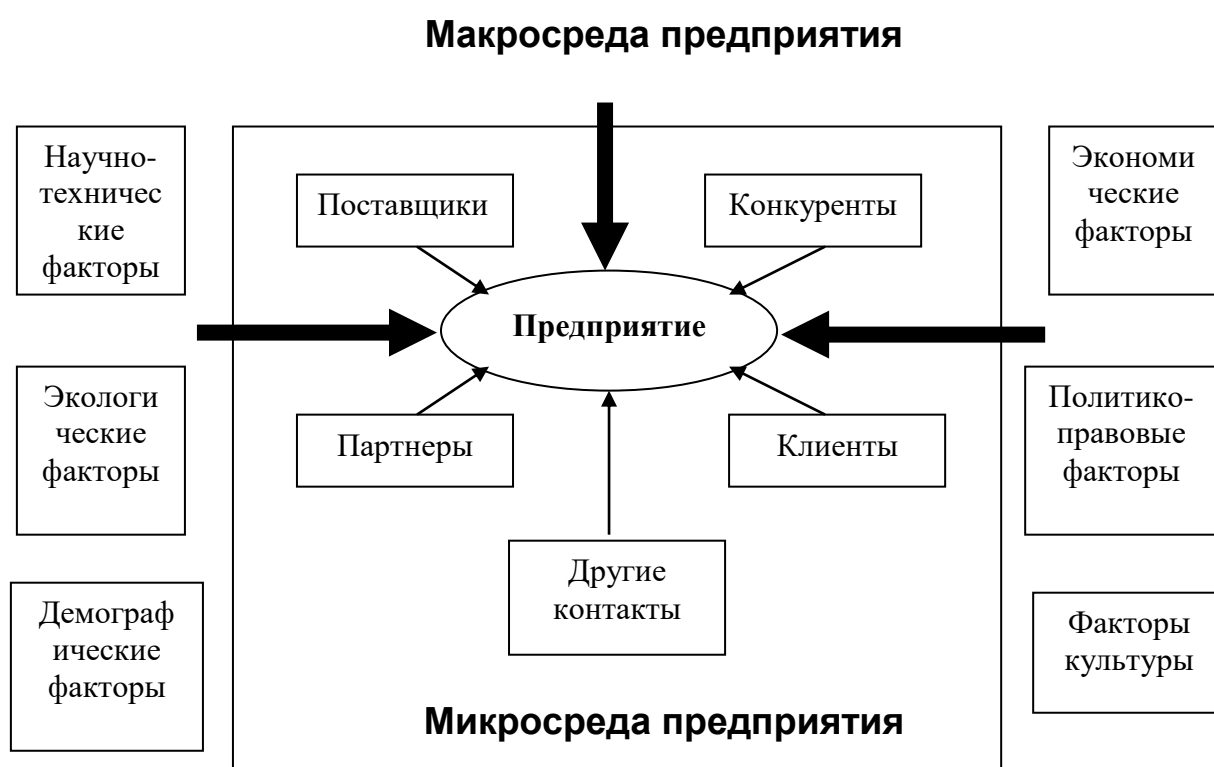 Макросреда предприятия
Научно-
техничес
кие
факторы
Поставщики
Конкуренты
Экономи
ческие
факторы
Предприятие
Экологи
ческие
факторы
Партнеры
Клиенты
Политико-
правовые
факторы
Другие
контакты
Демограф
ические
факторы
Факторы
культуры
Микросреда предприятия